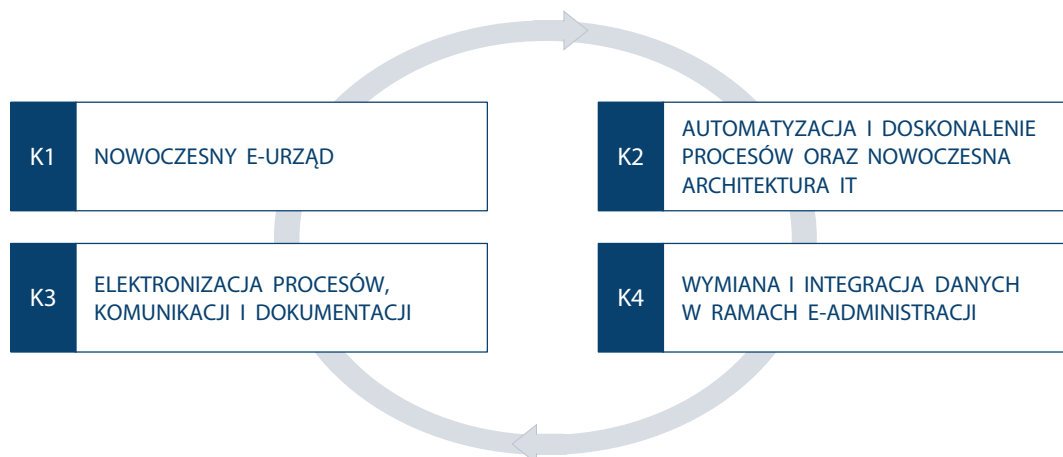 K1
NOWOCZESNY E-URZĄD
K2
AUTOMATYZACJA I DOSKONALENIE
PROCESÓW ORAZ NOWOCZESNA
ARCHITEKTURA IT
K3
ELEKTRONIZACJA PROCESÓW,
KOMUNIKACJI I DOKUMENTACJI
K4
WYMIANA I INTEGRACJA DANYCH
W RAMACH E-ADMINISTRACJI